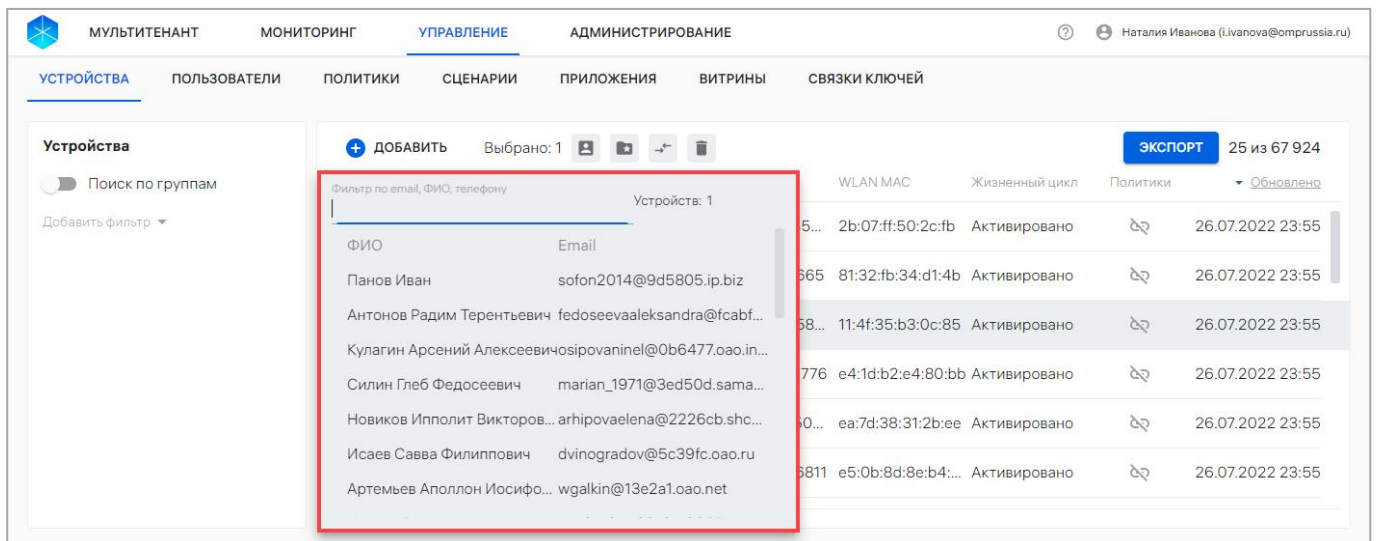 МУЛЬТИТЕНАНТ МОНИТОРИНГ УПРАВЛЕНИЕ АДМИНИСТРИРОВАНИЕ Наталия Иванова (i.ivanova@omprussia.ru)
УСТРОЙСТВА ПОЛЬЗОВАТЕЛИ ПОЛИТИКИ СЦЕНАРИИ ПРИЛОЖЕНИЯ ВИТРИНЫ СВЯЗКИ КЛЮЧЕЙ
Устройства
Поиск по группам
Добавить фильтр
ДОБАВИТЬ Выбрано: 1 ЭКСПОРТ 25 из 67 924
Фильтр по email, ФИО, телефону
Устройств: 1
ФИО Email
Панов Иван sofon2014@9d5805.ip.biz
Антонов Радим Терентьевич fedoseevaaleksandra@fcabf...
Кулагин Арсений Алексеевич osipovaninel@0b6477.oao.in...
Силин Глеб Федосеевич marian_1971@3ed50d.sama...
Новиков Ипполит Викторов... arhipovaelena@2226cb.shc...
Исаев Савва Филиппович dvinogradov@5c39fc.oao.ru
Артемьев Аполлон Иосифо... wgalkin@13e2a1.oao.net
WLAN MAC Жизненный цикл Политики Обновлено
5... 2b:07:ff:50:2c:fb Активировано 26.07.2022 23:55
665 81:32:fb:34:d1:4b Активировано 26.07.2022 23:55
58... 11:4f:35:b3:0c:85 Активировано 26.07.2022 23:55
776 e4:1d:b2:e4:80:bb Активировано 26.07.2022 23:55
0... ea:7d:38:31:2b:ee Активировано 26.07.2022 23:55
6811 e5:0b:8d:8e:b4:... Активировано 26.07.2022 23:55